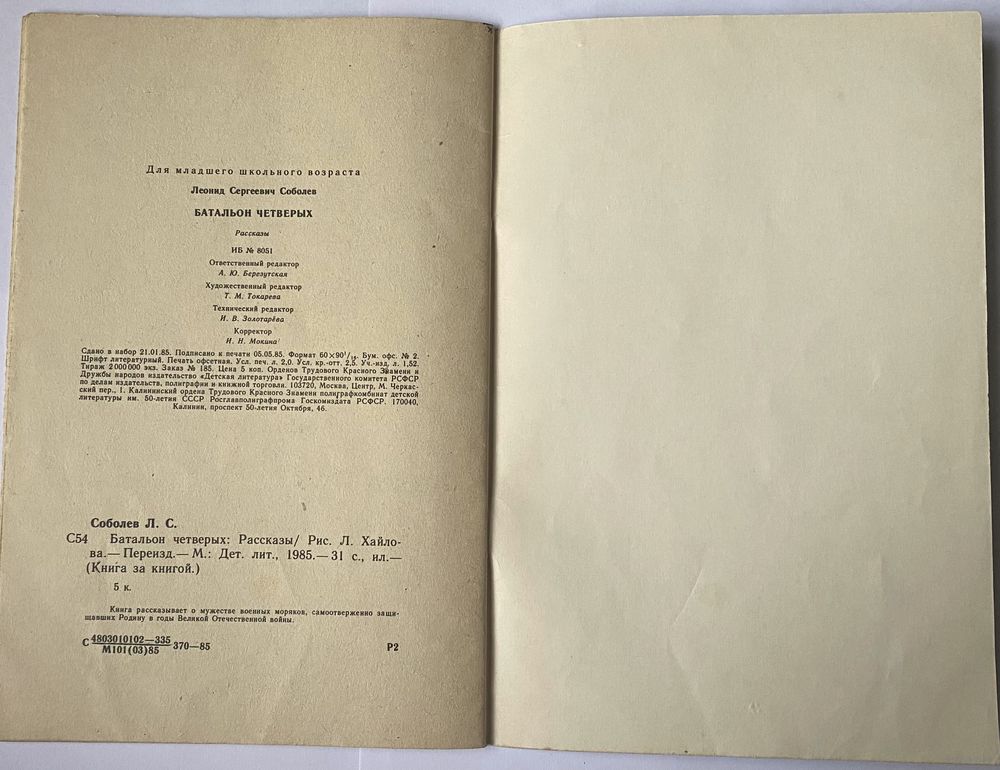 Для младшего школьного возраста
Леонид Сергеевич Соболев
БАТАЛЬОН ЧЕТВЕРЫХ
Рассказы
ИБ № 8051
Ответственный редактор
А. Ю. Березутская
Художественный редактор
Т. М. Токарева
Технический редактор
И. В. Золотарёва
Корректор
И. Н. Мокина
Сдано в набор 21.01.85. Подписано к печати 05.05.85. Формат 60×90¹/₁₆. Бум. офс. № 2.
Шрифт литературный. Печать офсетная. Усл. печ. л. 2,0. Усл. кр.-отт. 2,5. Уч.-изд. л. 1,52.
Тираж 2 000 000 экз. Заказ № 185. Цена 5 коп. Орденов Трудового Красного Знамени и
Дружбы народов издательство «Детская литература» Государственного комитета РСФСР
по делам издательств, полиграфии и книжной торговли. 103720, Москва, Центр, М. Черкас-
ский пер., 1. Калининский ордена Трудового Красного Знамени полиграфкомбинат детской
литературы им. 50-летия СССР Росглавполиграфпрома Госкомиздата РСФСР. 170040,
Калинин, проспект 50-летия Октября, 46.
Соболев Л. С.
С54 Батальон четверых: Рассказы/ Рис. Л. Хайло-
ва.— Переизд.— М.: Дет. лит., 1985.— 31 с., ил.—
(Книга за книгой.)
5 к.
Книга рассказывает о мужестве военных моряков, самоотверженно защи-
щавших Родину в годы Великой Отечественной войны.
С 4803010102—335
М101(03)85 370—85 Р2